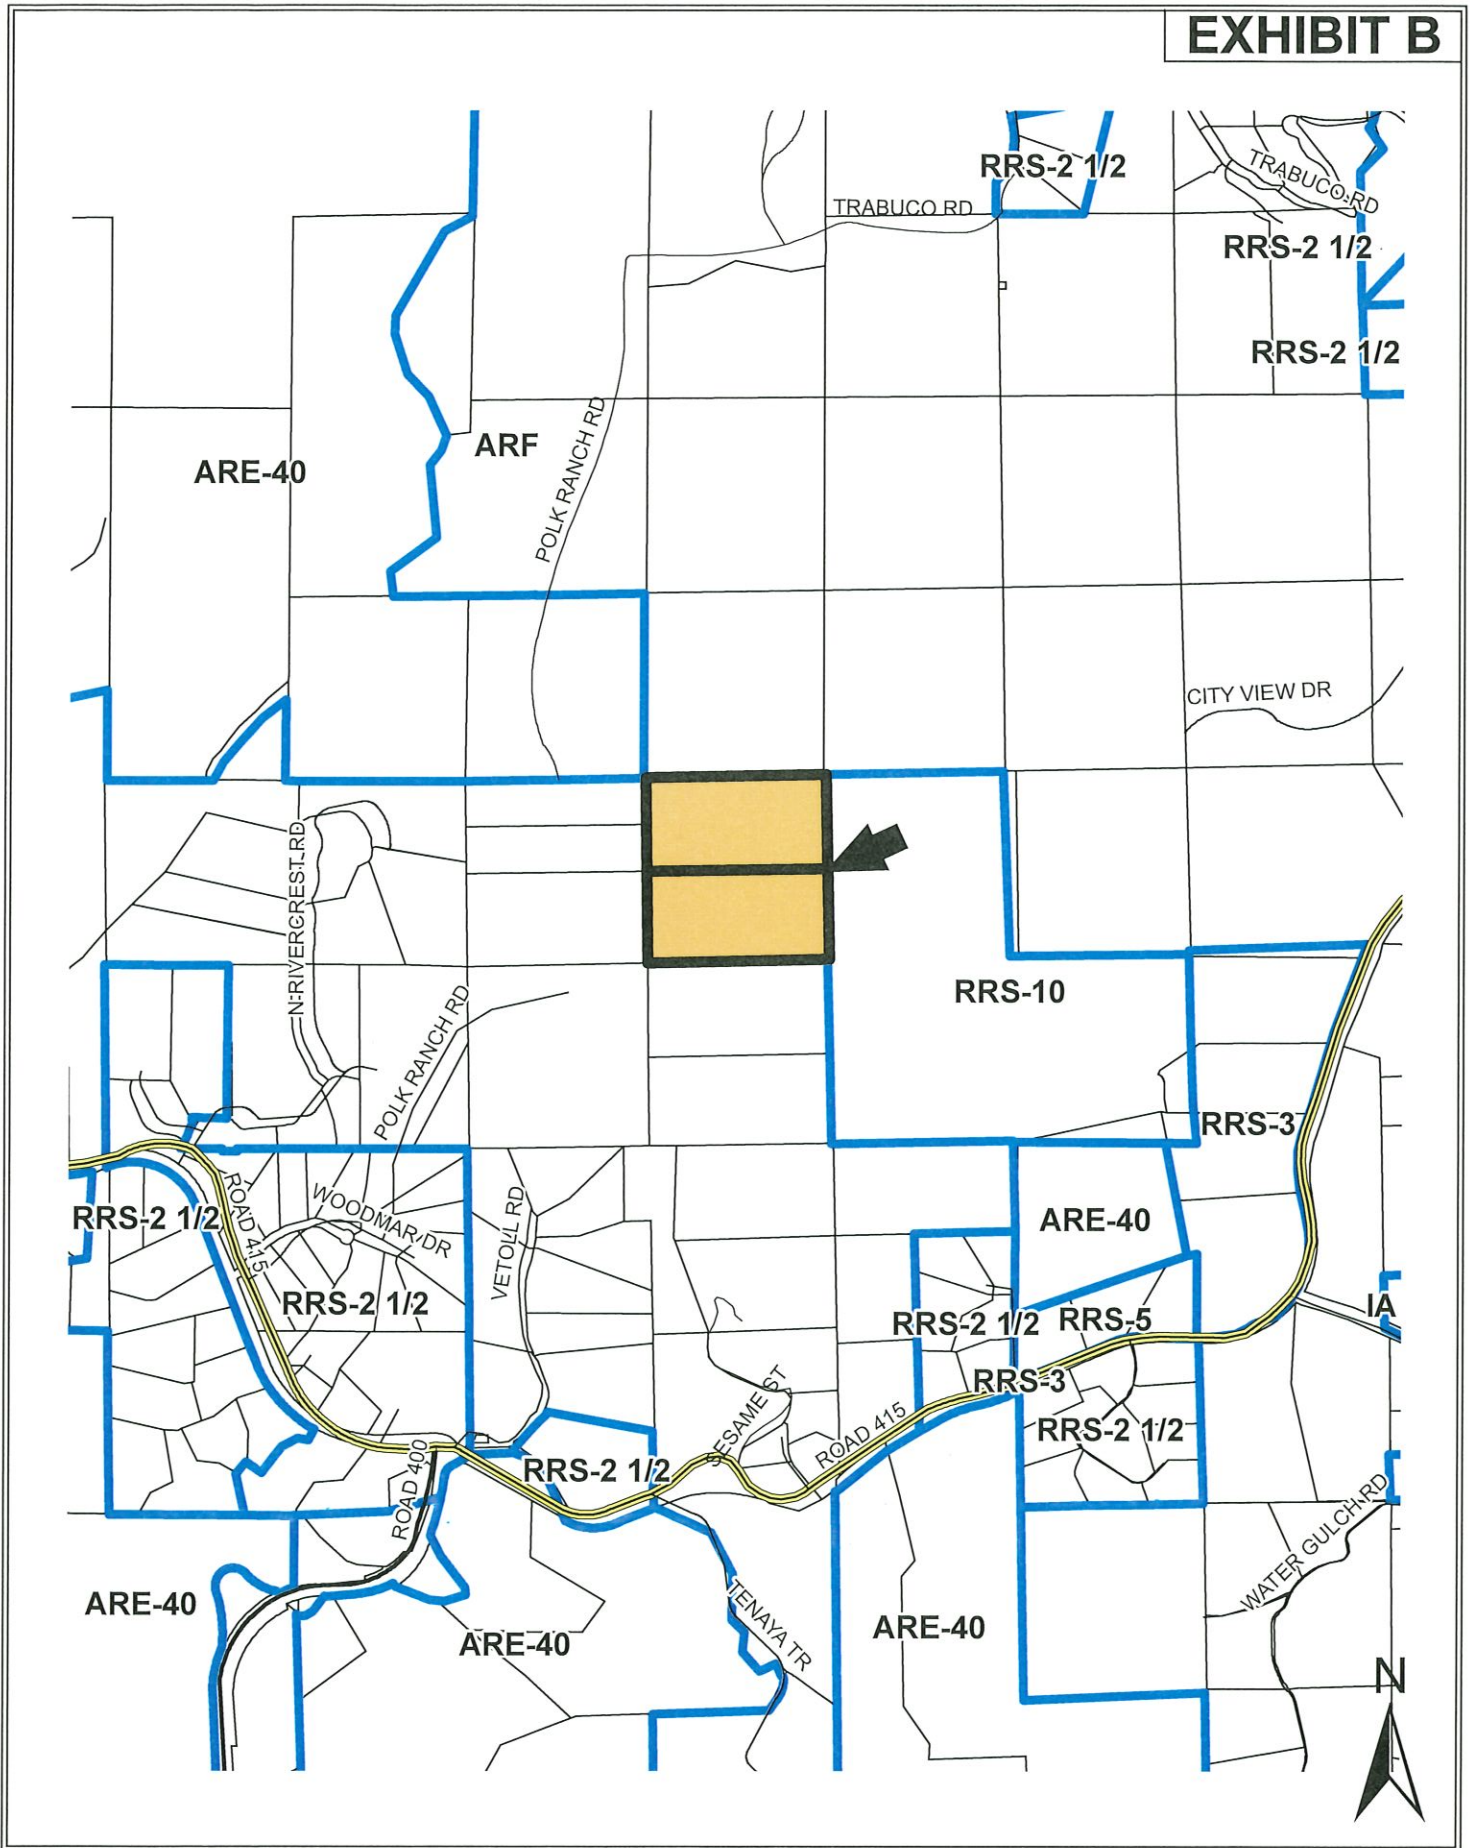 EXHIBIT B
RRS-2 1/2
TRABUCO RD
TRABUCO RD
RRS-2 1/2
RRS-2 1/2
ARF
ARE-40
POLK RANCH RD
CITY VIEW DR
N RIVERCREST RD
RRS-10
POLK RANCH RD
RRS-3
RRS-2 1/2
ROAD 415
WOODMAR DR
VETOLL RD
ARE-40
RRS-2 1/2
RRS-2 1/2
RRS-5
IA
RRS-3
SESAME ST
ROAD 415
RRS-2 1/2
RRS-2 1/2
ROAD 400
WATER GULCH RD
ARE-40
TENAYA TR
ARE-40
ARE-40
N